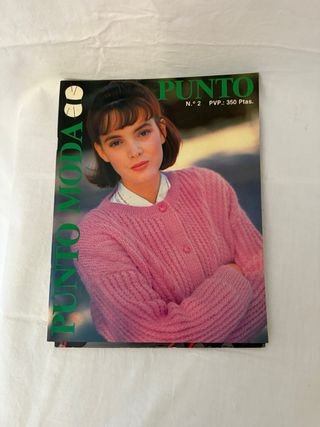 PUNTO
N.º 2 PVP.: 350 Ptas.
PUNTO MODA